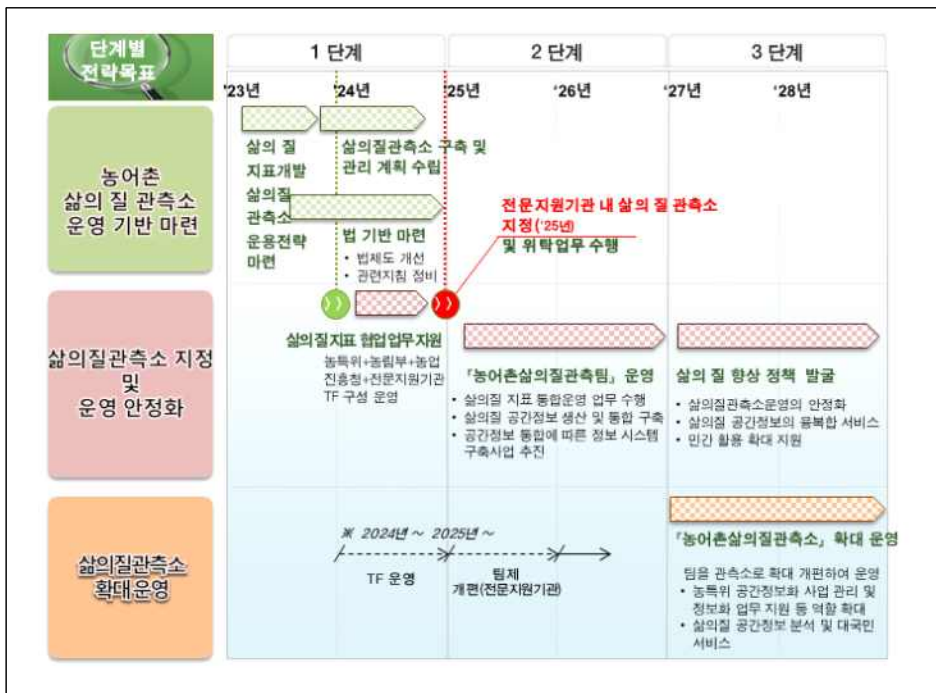 단계별
전략목표
1 단계
2 단계
3 단계
'23년
'24년
'25년
'26년
'27년
'28년
농어촌
삶의 질 관측소
운영 기반 마련
삶의 질
지표개발
삶의질
관측소
운용전략
마련
삶의질관측소 구축 및
관리 계획 수립
법 기반 마련
• 법제도 개선
• 관련지침 정비
전문지원기관 내 삶의 질 관측소
지정('25년)
및 위탁업무 수행
삶의질관측소 지정
및
운영 안정화
삶의질지표 협업업무지원
농특위+농림부+농업
진흥청+전문지원기관
TF 구성 운영
「농어촌삶의질관측팀」 운영
• 삶의질 지표 통합운영 업무 수행
• 삶의질 공간정보 생산 및 통합 구축
• 공간정보 통합에 따른 정보 시스템
구축사업 추진
삶의 질 향상 정책 발굴
• 삶의질관측소운영의 안정화
• 삶의질 공간정보의 융복합 서비스
• 민간 활용 확대 지원
삶의질관측소
확대운영
※ 2024년 ~ 2025년 ~
TF 운영
팀제
개편(전문지원기관)
「농어촌삶의질관측소」 확대 운영
팀을 관측소로 확대 개편하여 운영
• 농특위 공간정보화 사업 관리 및
정보화 업무 지원 등 역할 확대
• 삶의질 공간정보 분석 및 대국민
서비스